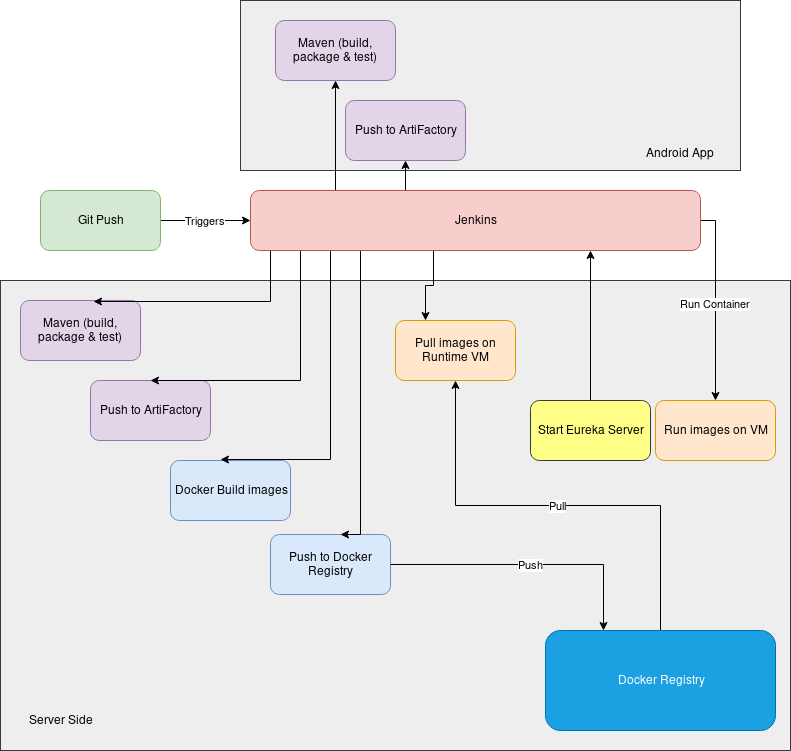 Maven (build,
package & test)
Push to ArtiFactory
Android App
Git Push
Triggers
Jenkins
Run Container
Maven (build,
package & test)
Pull images on
Runtime VM
Push to ArtiFactory
Start Eureka Server
Run images on VM
Docker Build images
Pull
Push to Docker
Registry
Push
Docker Registry
Server Side